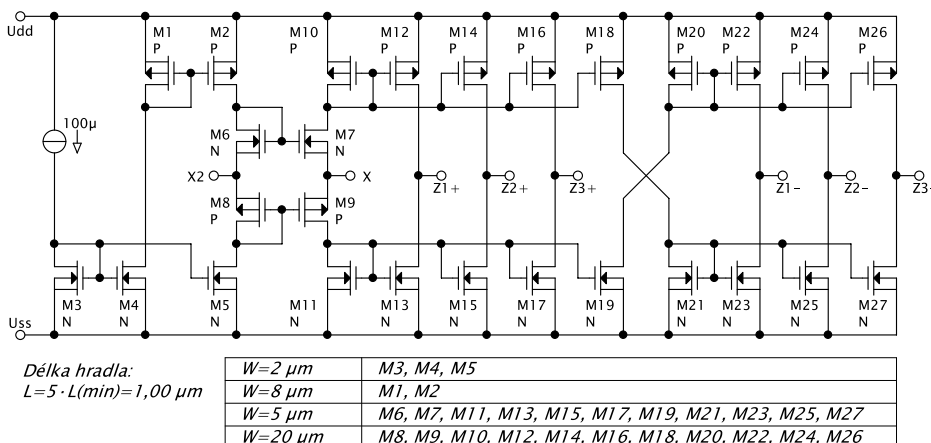 Udd
M1
P
M2
P
M10
P
M12
P
M14
P
M16
P
M18
P
M20
P
M22
P
M24
P
M26
P
100µ
M6
N
M7
N
X2
X
Z1+
Z2+
Z3+
Z1-
Z2-
Z3-
M8
P
M9
P
M3
N
M4
N
M5
N
M11
N
M13
N
M15
N
M17
N
M19
N
M21
N
M23
N
M25
N
M27
N
Uss
Délka hradla:
L=5·L(min)=1,00 µm
W=2 µm M3, M4, M5
W=8 µm M1, M2
W=5 µm M6, M7, M11, M13, M15, M17, M19, M21, M23, M25, M27
W=20 µm M8, M9, M10, M12, M14, M16, M18, M20, M22, M24, M26